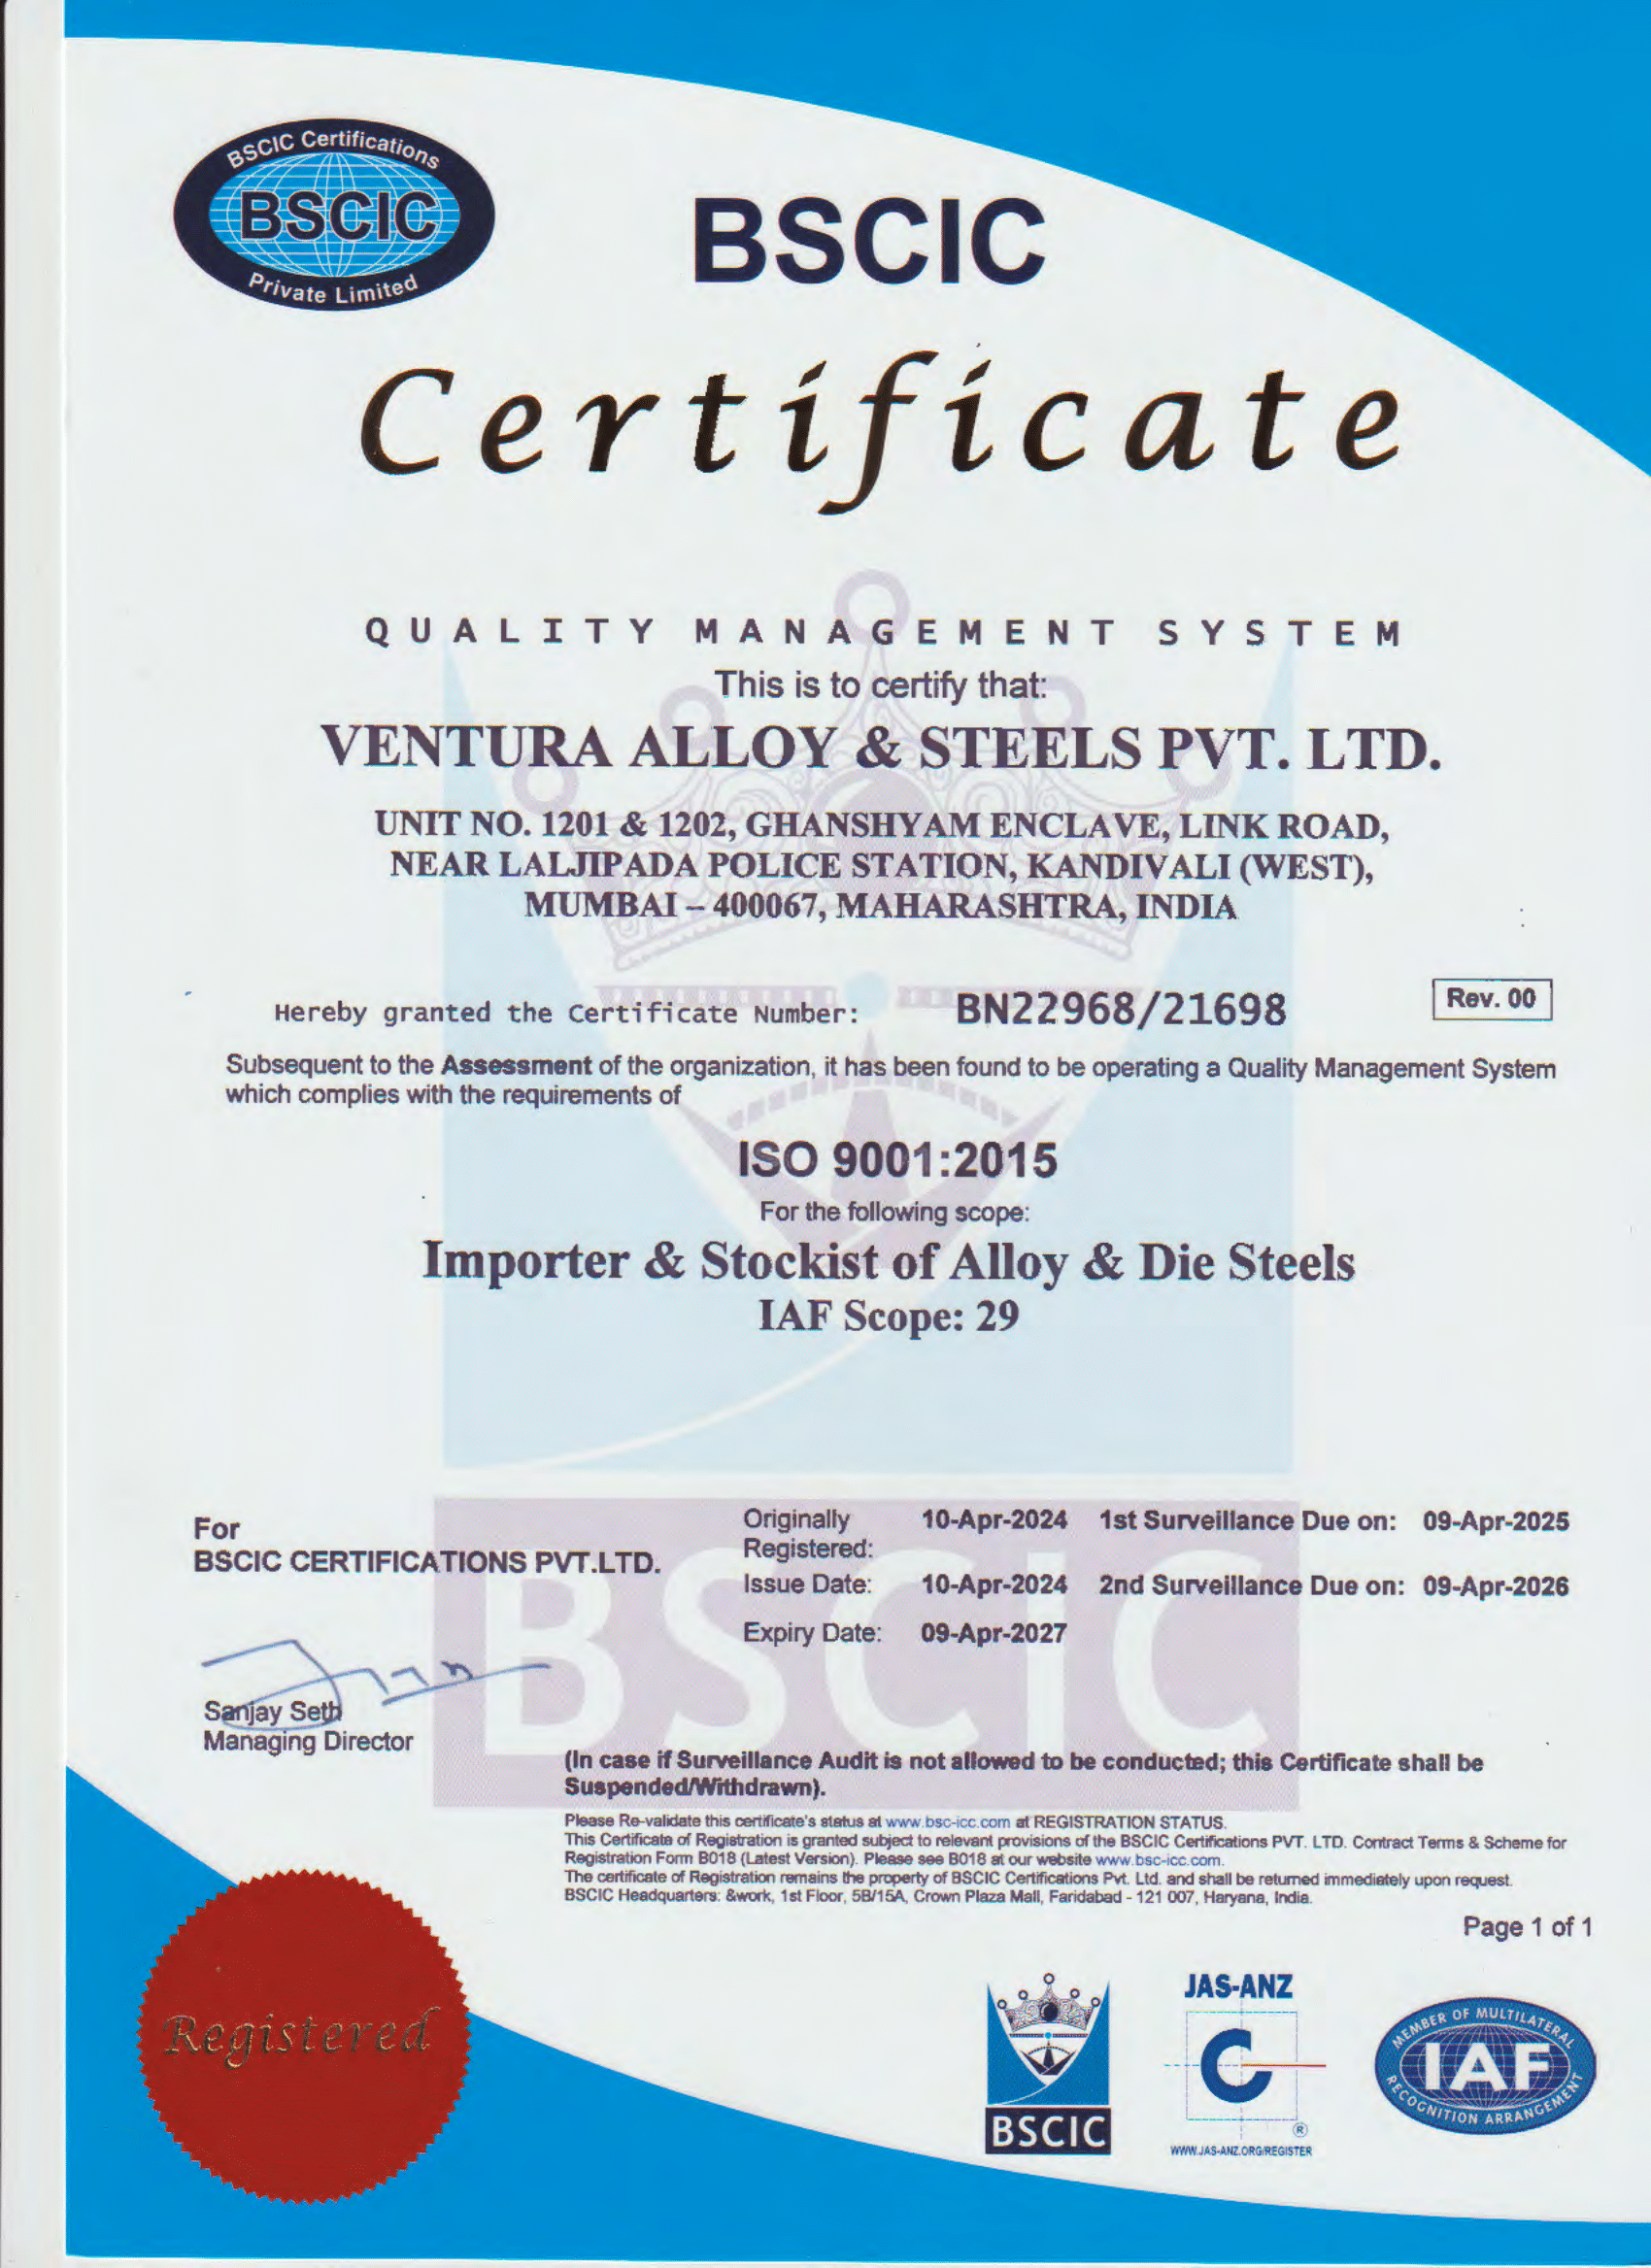 BSCIC Certifications
BSCIC
Private Limited
BSCIC
Certificate
QUALITY MANAGEMENT SYSTEM
This is to certify that:
VENTURA ALLOY & STEELS PVT. LTD.
UNIT NO. 1201 & 1202, GHANSHYAM ENCLAVE, LINK ROAD,
NEAR LALJIPADA POLICE STATION, KANDIVALI (WEST),
MUMBAI – 400067, MAHARASHTRA, INDIA
Hereby granted the Certificate Number: BN22968/21698 Rev. 00
Subsequent to the Assessment of the organization, it has been found to be operating a Quality Management System
which complies with the requirements of
ISO 9001:2015
For the following scope:
Importer & Stockist of Alloy & Die Steels
IAF Scope: 29
For
BSCIC CERTIFICATIONS PVT.LTD.
Originally Registered: 10-Apr-2024 1st Surveillance Due on: 09-Apr-2025
Issue Date: 10-Apr-2024 2nd Surveillance Due on: 09-Apr-2026
Expiry Date: 09-Apr-2027
BSCIC
Sanjay Seth
Managing Director
(In case if Surveillance Audit is not allowed to be conducted; this Certificate shall be
Suspended/Withdrawn).
Please Re-validate this certificate's status at www.bsc-icc.com at REGISTRATION STATUS.
This Certificate of Registration is granted subject to relevant provisions of the BSCIC Certifications PVT. LTD. Contract Terms & Scheme for
Registration Form B018 (Latest Version). Please see B018 at our website www.bsc-icc.com.
The certificate of Registration remains the property of BSCIC Certifications Pvt. Ltd. and shall be returned immediately upon request.
BSCIC Headquarters: &work, 1st Floor, 5B/15A, Crown Plaza Mall, Faridabad - 121 007, Haryana, India.
Page 1 of 1
Registered
BSCIC
JAS-ANZ
C
®
WWW.JAS-ANZ.ORG/REGISTER
MEMBER OF MULTILATERAL
IAF
RECOGNITION ARRANGEMENT